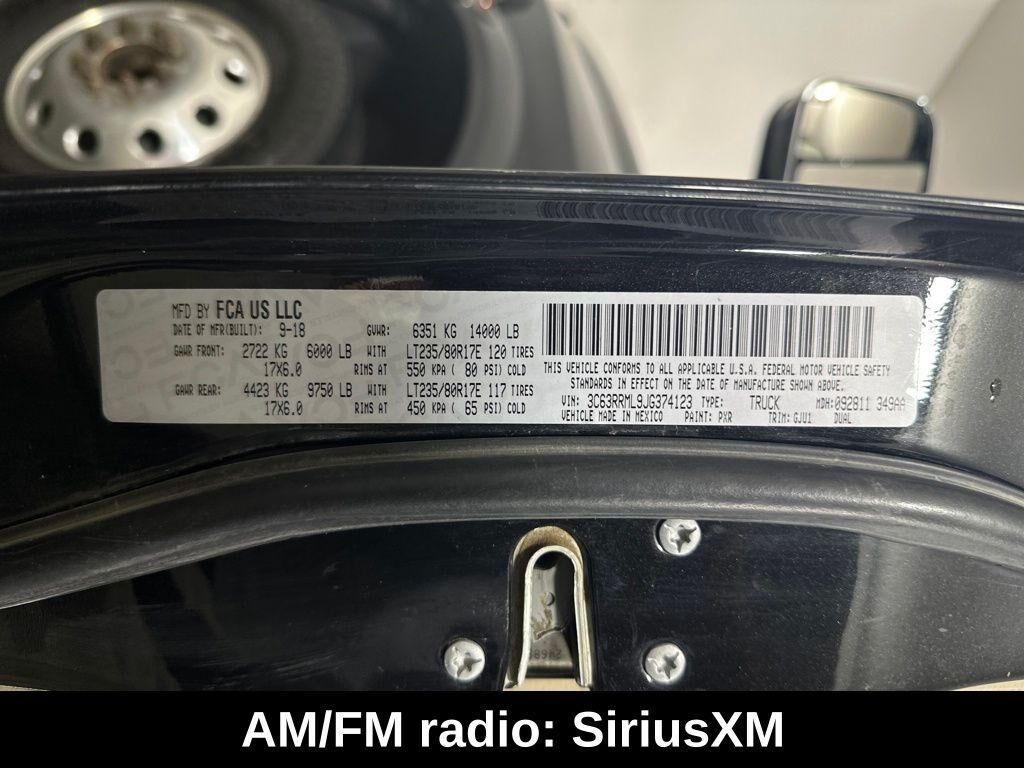 MFD BY FCA US LLC
DATE OF MFR(BUILT): 9-18 GVWR: 6351 KG 14000 LB
GAWR FRONT: 2722 KG 6000 LB WITH LT235/80R17E 120 TIRES
17X6.0 RIMS AT 550 KPA ( 80 PSI) COLD
GAWR REAR: 4423 KG 9750 LB WITH LT235/80R17E 117 TIRES
17X6.0 RIMS AT 450 KPA ( 65 PSI) COLD
THIS VEHICLE CONFORMS TO ALL APPLICABLE U.S.A. FEDERAL MOTOR VEHICLE SAFETY
STANDARDS IN EFFECT ON THE DATE OF MANUFACTURE SHOWN ABOVE.
VIN: 3C63RRML9JG374123 TYPE: TRUCK MDH: 092811 349AA
VEHICLE MADE IN MEXICO PAINT: PXR TRIM: GJU1 DUAL
AM/FM radio: SiriusXM